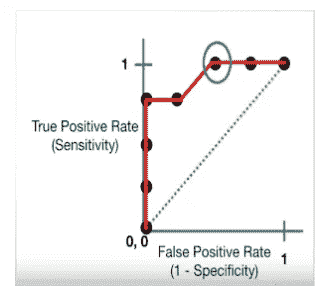 1
True Positive Rate
(Sensitivity)
0, 0
False Positive Rate
1
(1 - Specificity)